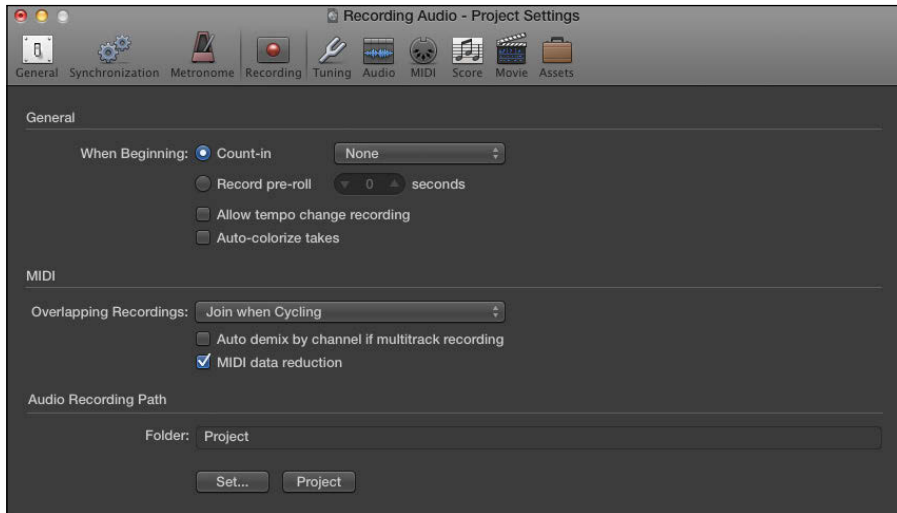 Recording Audio - Project Settings
General Synchronization Metronome Recording Tuning Audio MIDI Score Movie Assets
General
When Beginning: Count-in None
Record pre-roll 0 seconds
Allow tempo change recording
Auto-colorize takes
MIDI
Overlapping Recordings: Join when Cycling
Auto demix by channel if multitrack recording
MIDI data reduction
Audio Recording Path
Folder: Project
Set... Project